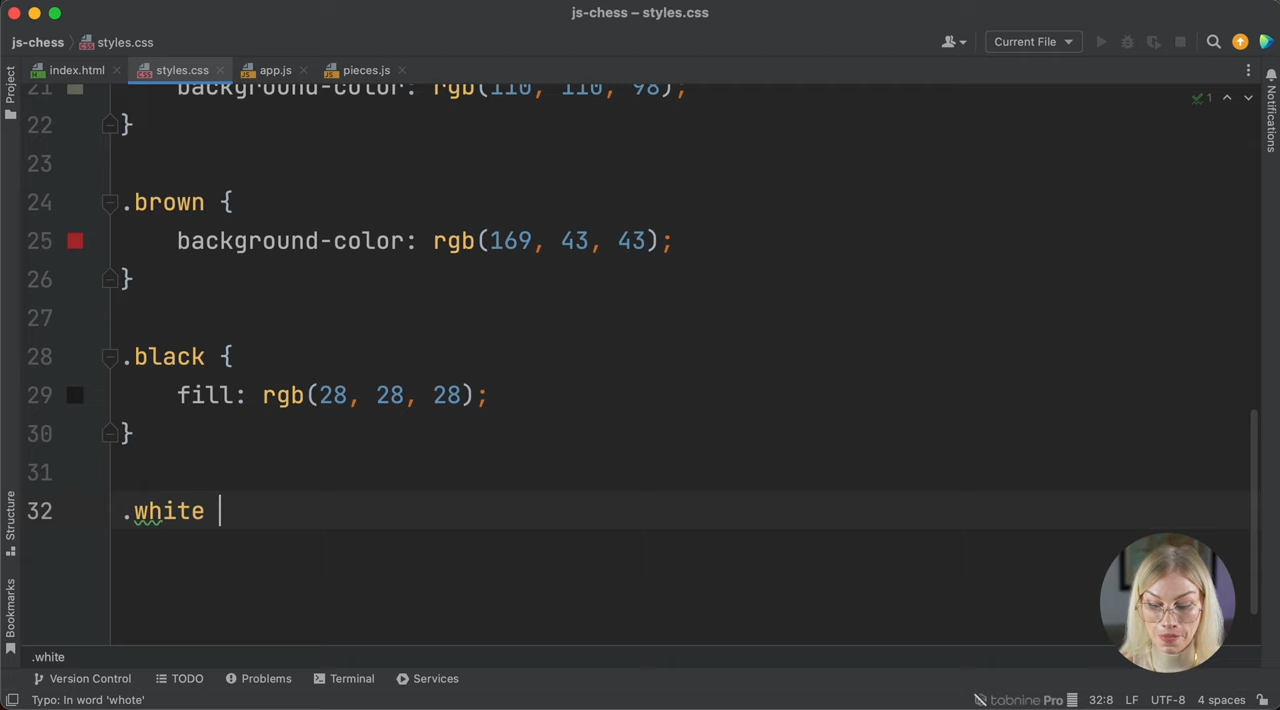 js-chess – styles.css
js-chess
styles.css
Current File
Project
index.html
styles.css
app.js
pieces.js
Notifications
1
21 background-color: rgb(110, 110, 98);
22 }
23
24 .brown {
25 background-color: rgb(169, 43, 43);
26 }
27
28 .black {
29 fill: rgb(28, 28, 28);
30 }
31
32 .white
Structure
Bookmarks
.white
Version Control
TODO
Problems
Terminal
Services
Typo: In word 'whote'
tabnine Pro
32:8
LF
UTF-8
4 spaces